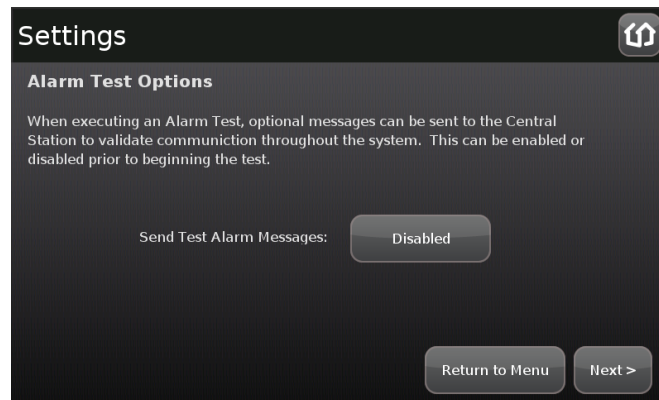 Settings
Alarm Test Options
When executing an Alarm Test, optional messages can be sent to the Central
Station to validate communiction throughout the system.  This can be enabled or
disabled prior to beginning the test.
Send Test Alarm Messages:
Disabled
Return to Menu
Next >